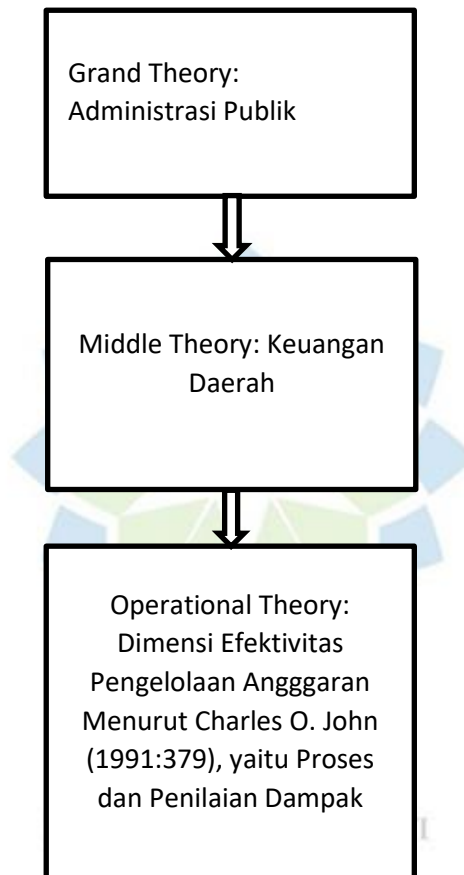 Grand Theory:
Administrasi Publik
Middle Theory: Keuangan
Daerah
Operational Theory:
Dimensi Efektivitas
Pengelolaan Angggaran
Menurut Charles O. John
(1991:379), yaitu Proses
dan Penilaian Dampak